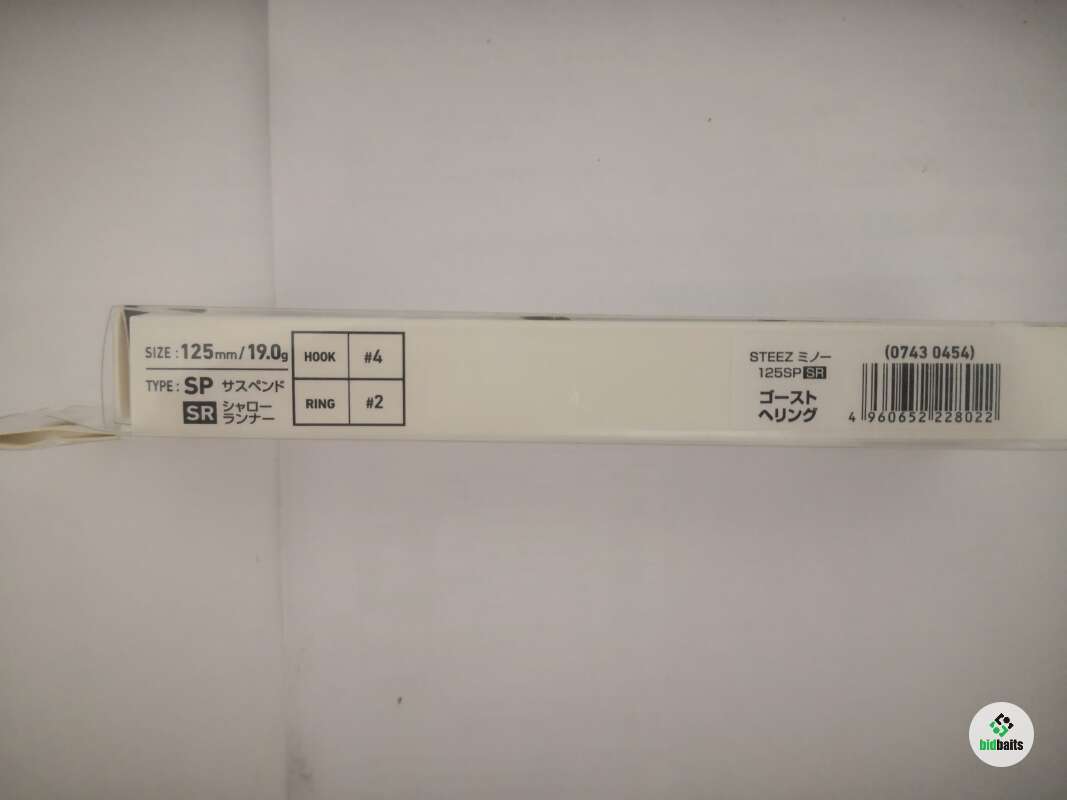 SIZE : 125mm/19.0g
TYPE : SP サスペンド
SR シャロー
ランナー
HOOK #4
RING #2
STEEZ ミノー
125SP SR
ゴースト
ヘリング
(0743 0454)
4 960652 228022
bidbaits